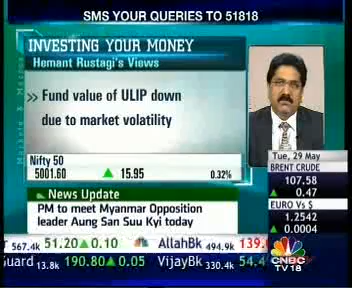 SMS YOUR QUERIES TO 51818
INVESTING YOUR MONEY
Hemant Rustagi's Views
>> Fund value of ULIP down
due to market volatility
Nifty 50
5001.60 ▲ 15.95 0.32%
News Update
PM to meet Myanmar Opposition
leader Aung San Suu Kyi today
Tue, 29 May
BRENT CRUDE
107.58
▲ 0.47
EURO Vs $
1.2542
▲ 0.0004
567.4k 51.20▲0.10 AllahBk 494.9k 139.
Guard 13.8k 190.80▲0.05 VijayBk 330.4k 54.4
CNBC
TV18